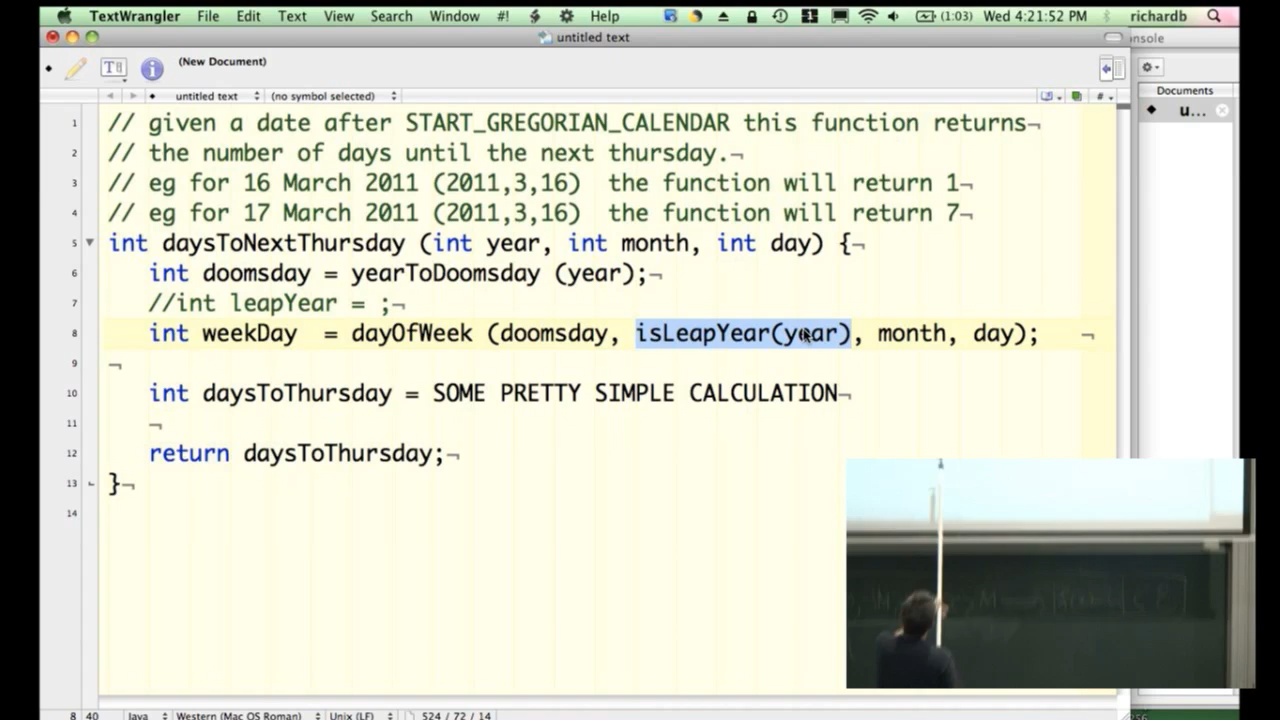 TextWrangler File Edit Text View Search Window #! Help (1:03) Wed 4:21:52 PM richardb
untitled text
nsole
(New Document)
untitled text (no symbol selected) #
Documents
u...
1 // given a date after START_GREGORIAN_CALENDAR this function returns¬
2 // the number of days until the next thursday.¬
3 // eg for 16 March 2011 (2011,3,16)  the function will return 1¬
4 // eg for 17 March 2011 (2011,3,16)  the function will return 7¬
5 int daysToNextThursday (int year, int month, int day) {¬
6 int doomsday = yearToDoomsday (year);¬
7 //int leapYear = ;¬
8 int weekDay  = dayOfWeek (doomsday, isLeapYear(year), month, day); ¬
9 ¬
10 int daysToThursday = SOME PRETTY SIMPLE CALCULATION¬
11 ¬
12 return daysToThursday;¬
13 }¬
14
8 40 Java Western (Mac OS Roman) Unix (LF) 524 / 72 / 14